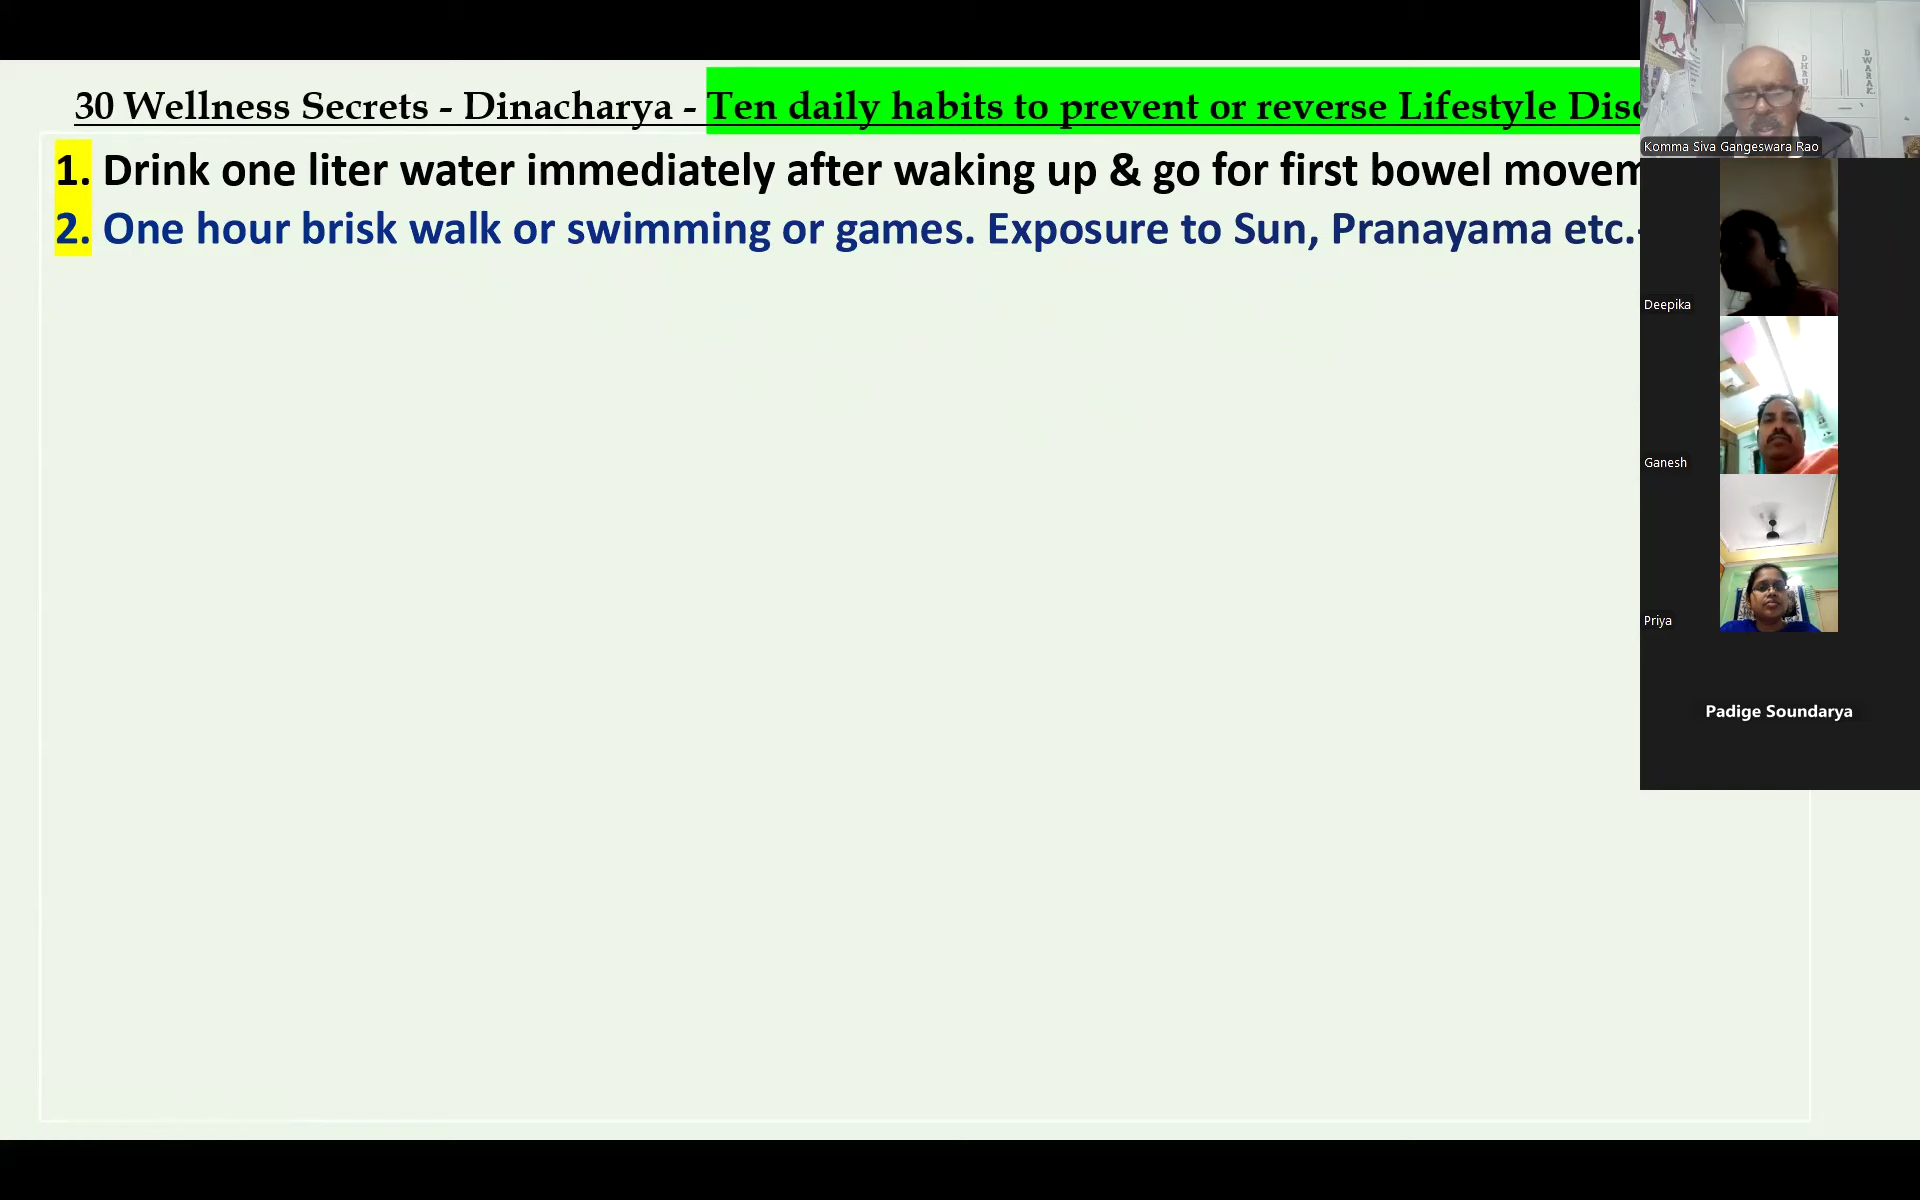 30 Wellness Secrets - Dinacharya - Ten daily habits to prevent or reverse Lifestyle
1. Drink one liter water immediately after waking up & go for first bowel
2. One hour brisk walk or swimming or games. Exposure to Sun, Pranayama etc.
DHRUV
DWARAK
Komma Siva Gangeswara Rao
Deepika
Ganesh
Priya
Padige Soundarya